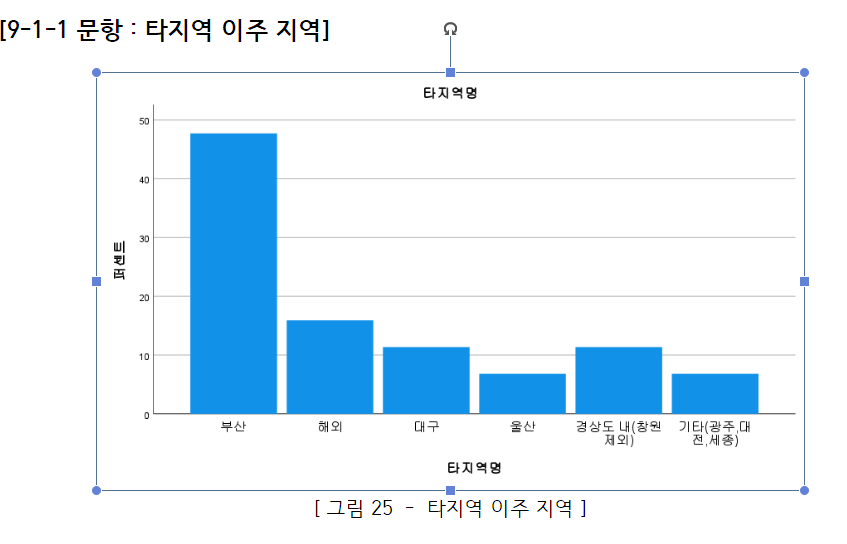 [9-1-1 문항 : 타지역 이주 지역]
타지역명
50
40
30
20
10
0
퍼센트
부산
해외
대구
울산
경상도 내(창원
제외)
기타(광주,대
전,세종)
타지역명
[ 그림 25 - 타지역 이주 지역 ]